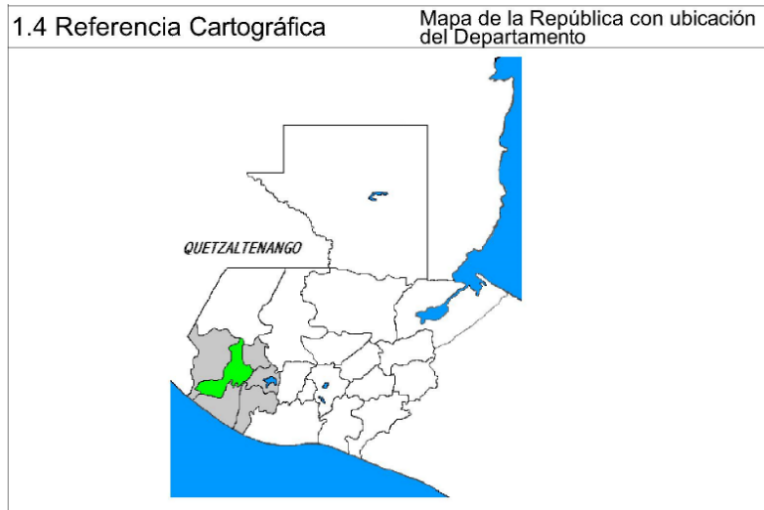 1.4 Referencia Cartográfica
Mapa de la República con ubicación
del Departamento
QUETZALTENANGO